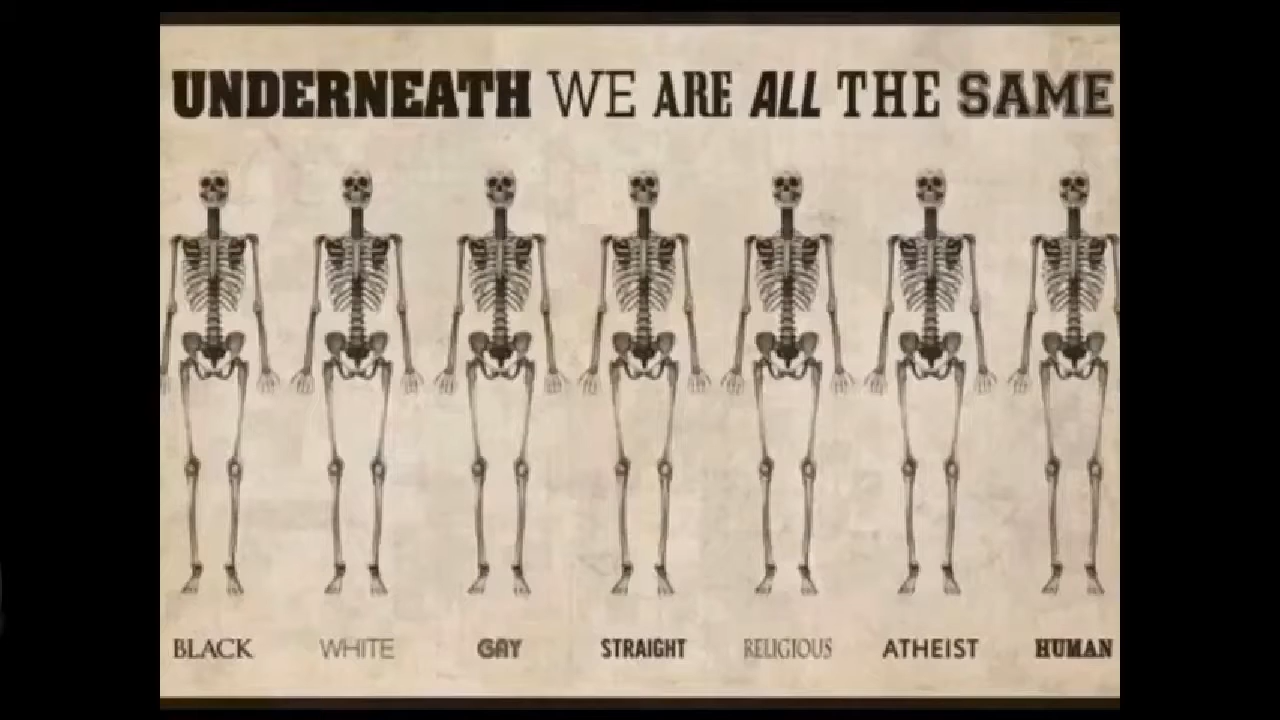 UNDERNEATH WE ARE ALL THE SAME
BLACK WHITE GAY STRAIGHT RELIGIOUS ATHEIST HUMAN